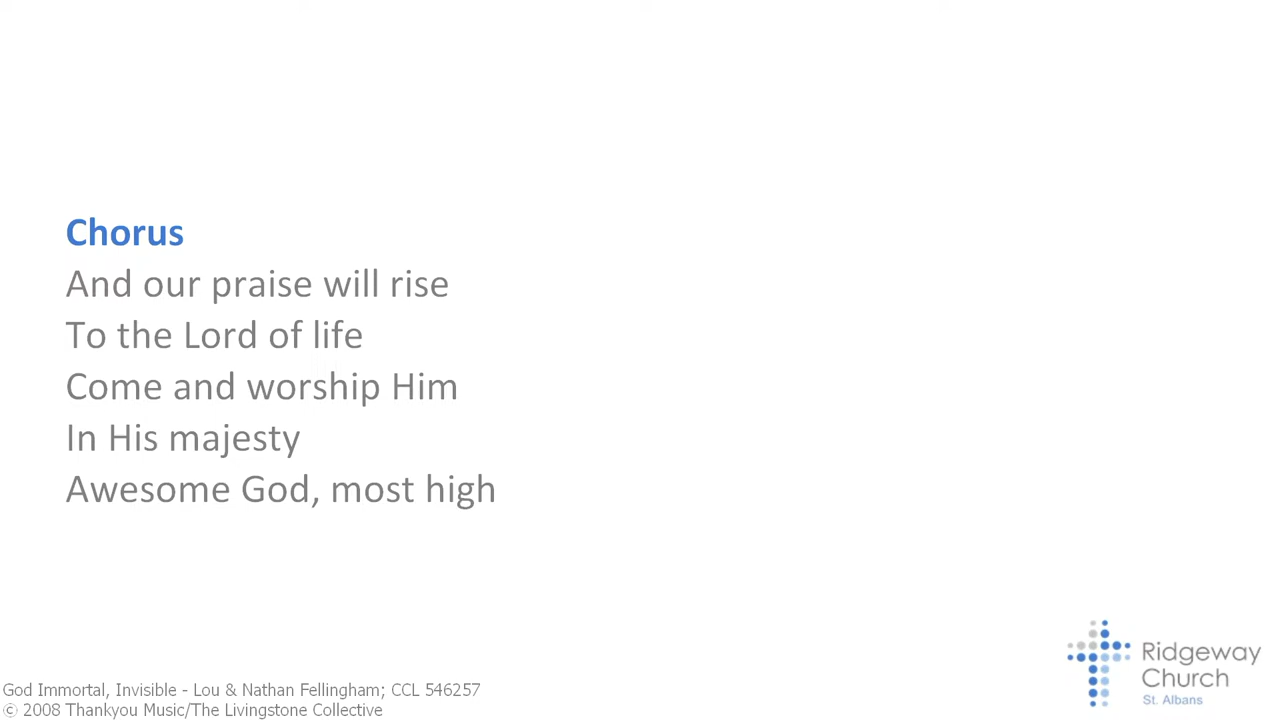 Chorus
And our praise will rise
To the Lord of life
Come and worship Him
In His majesty
Awesome God, most high
God Immortal, Invisible - Lou & Nathan Fellingham; CCL 546257
© 2008 Thankyou Music/The Livingstone Collective
Ridgeway
Church
St. Albans